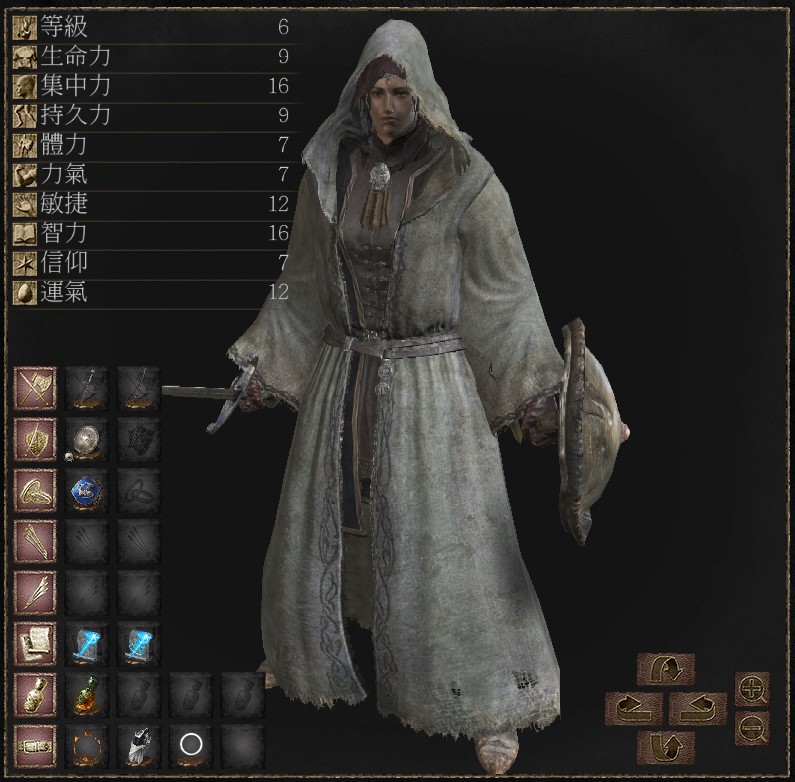 等級 6
生命力 9
集中力 16
持久力 9
體力 7
力氣 7
敏捷 12
智力 16
信仰 7
運氣 12